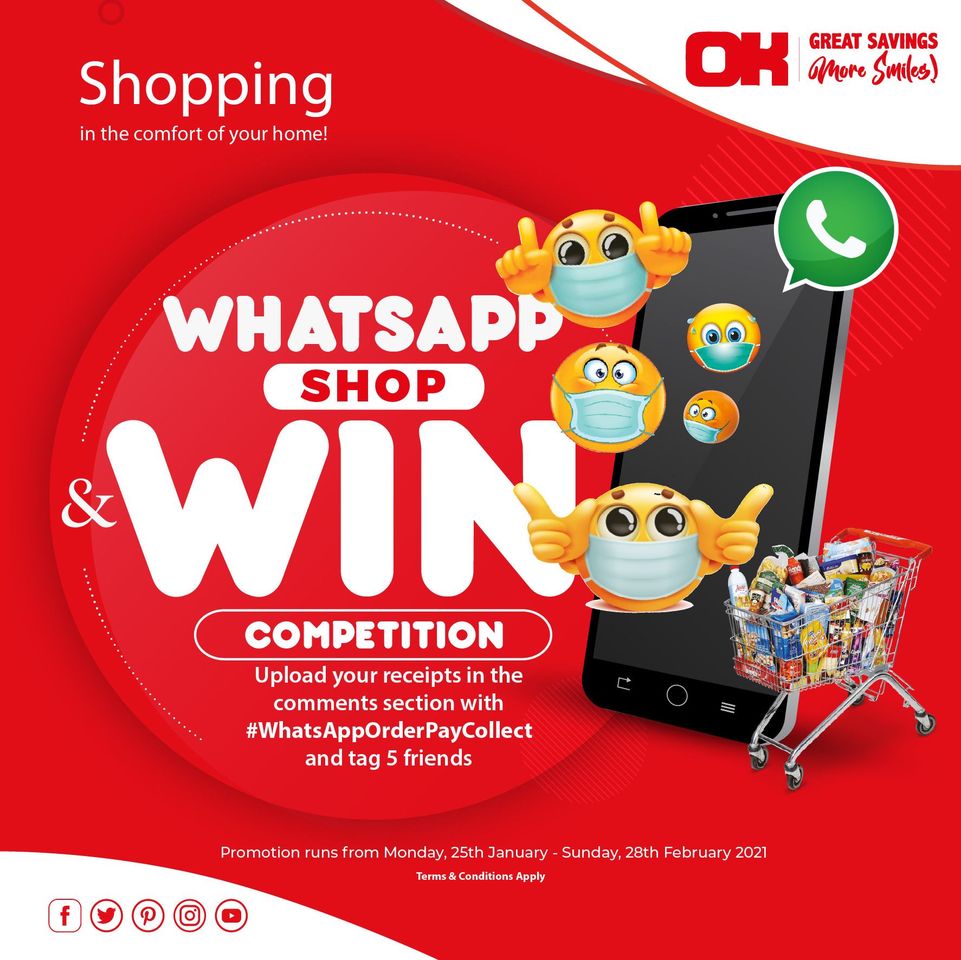 Shopping
in the comfort of your home!
OK
GREAT SAVINGS
(More Smiles)
WHATSAPP
SHOP
& WIN
COMPETITION
Upload your receipts in the
comments section with
#WhatsAppOrderPayCollect
and tag 5 friends
Promotion runs from Monday, 25th January - Sunday, 28th February 2021
Terms & Conditions Apply